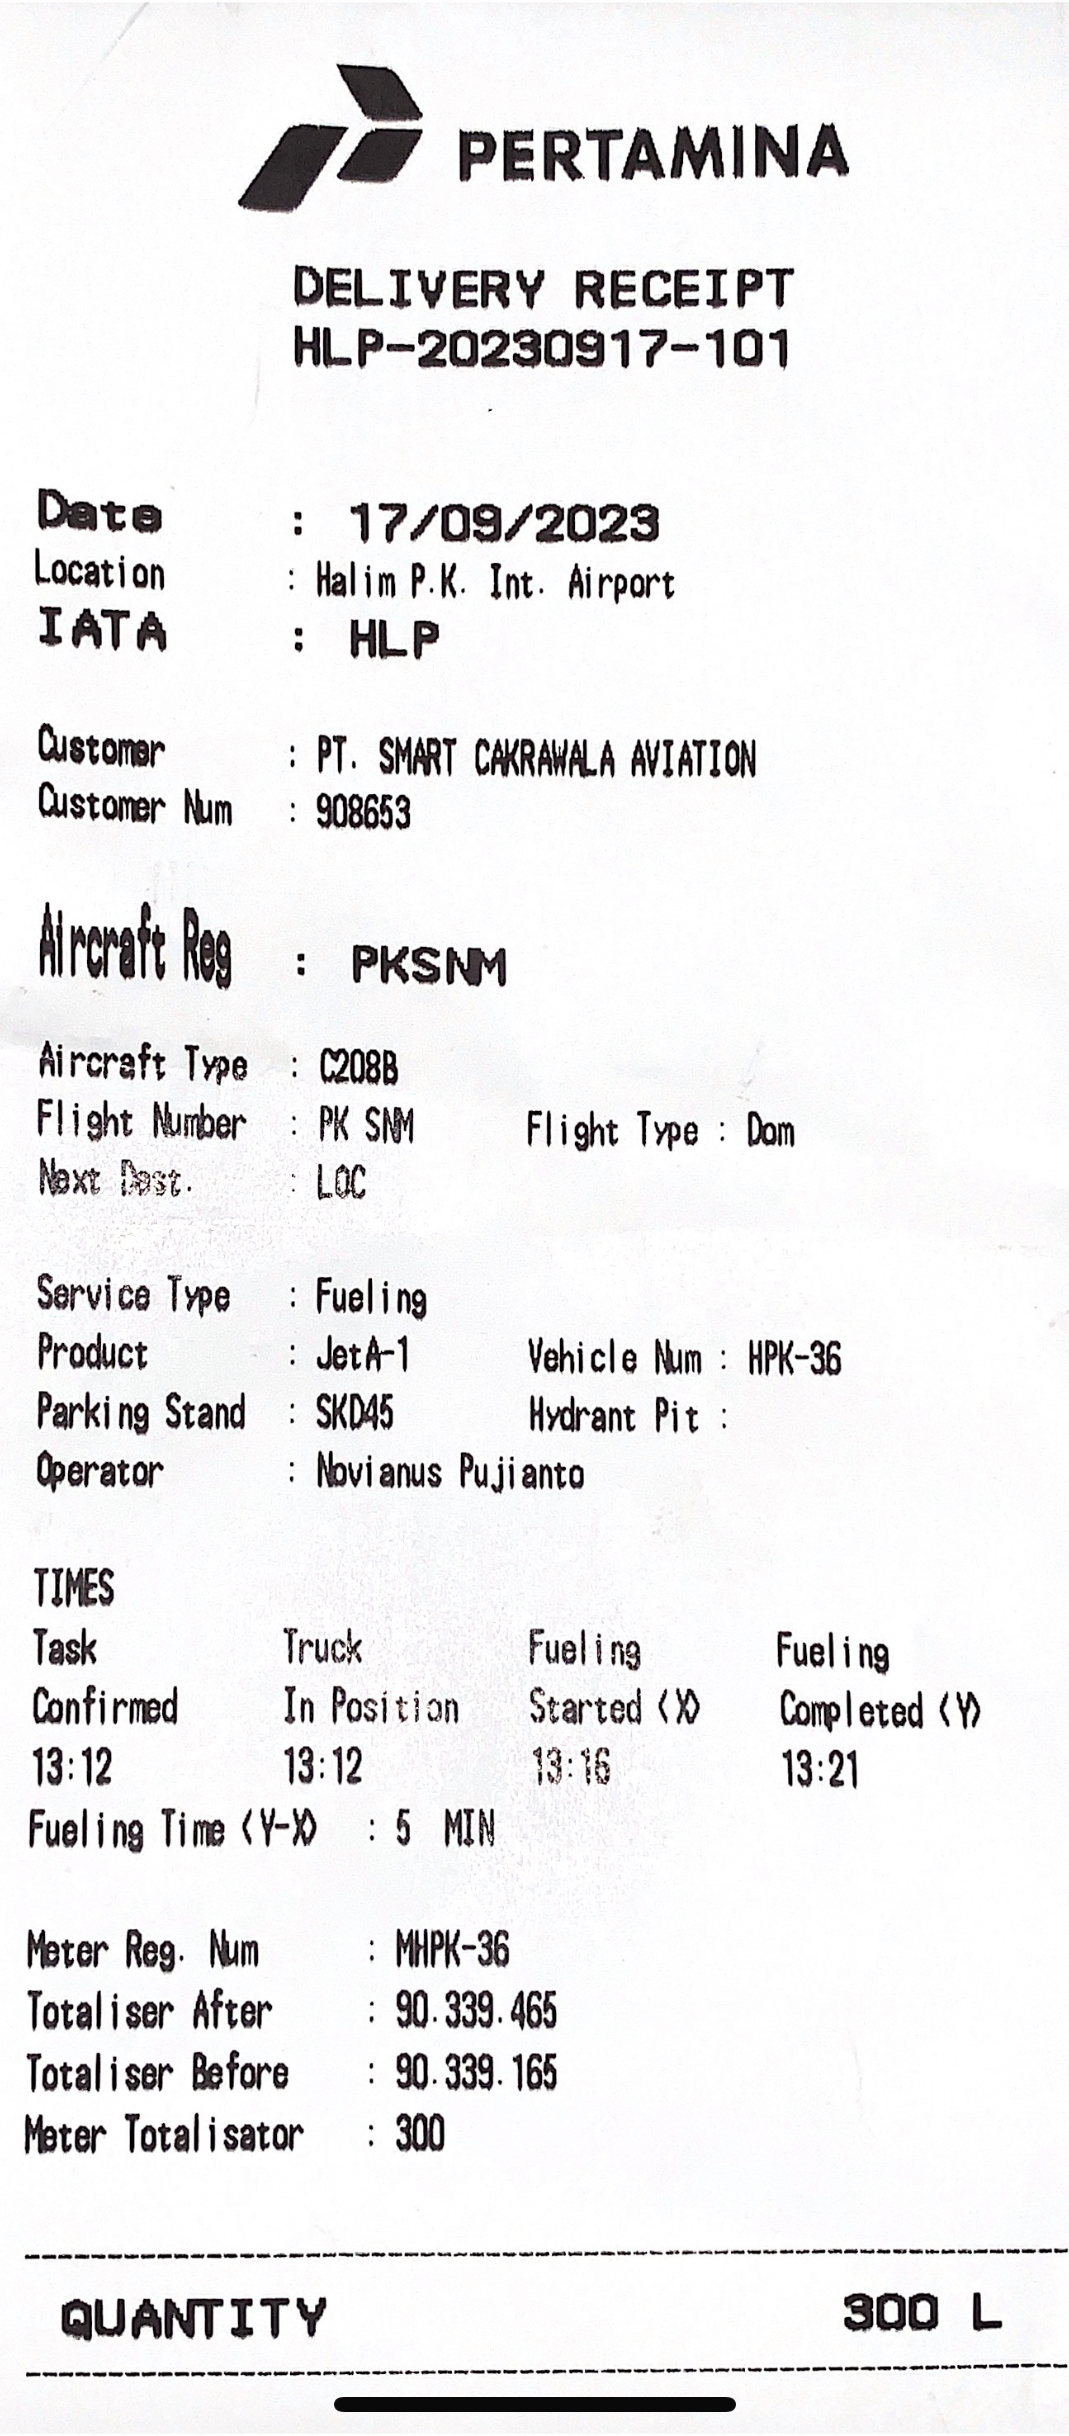 PERTAMINA
DELIVERY RECEIPT
HLP-20230917-101
Date : 17/09/2023
Location : Halim P.K. Int. Airport
IATA : HLP
Customer : PT. SMART CAKRAWALA AVIATION
Customer Num : 908653
Aircraft Reg : PKSNM
Aircraft Type : C208B
Flight Number : PK SNM Flight Type : Dom
Next Dest. : LOC
Service Type : Fueling
Product : JetA-1 Vehicle Num : HPK-36
Parking Stand : SKD45 Hydrant Pit :
Operator : Novianus Pujianto
TIMES
Task Truck Fueling Fueling
Confirmed In Position Started (X) Completed (Y)
13:12 13:12 13:16 13:21
Fueling Time (Y-X) : 5 MIN
Meter Reg. Num : MHPK-36
Totaliser After : 90.339.465
Totaliser Before : 90.339.165
Meter Totalisator : 300
QUANTITY 300 L